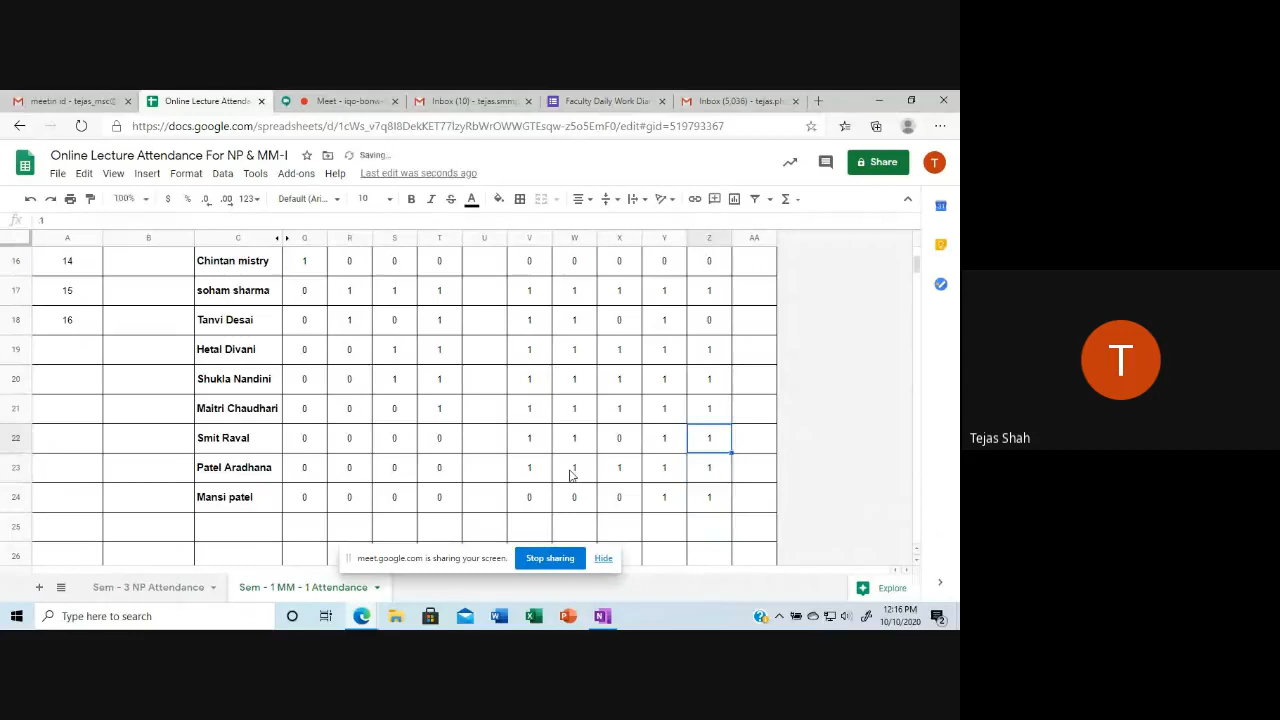 meetin id - tejas_msc@
Online Lecture Attenda
Meet - iqo-bonw
Inbox (10) - tejas.smm
Faculty Daily Work Dia
Inbox (5,036) - tejas.ph
https://docs.google.com/spreadsheets/d/1cWs_v7q8I8DekKET77lzyRbWrOWWGTEsqw-z5o5EmF0/edit#gid=519793367
Online Lecture Attendance For NP & MM-I
Saving...
File Edit View Insert Format Data Tools Add-ons Help Last edit was seconds ago
Share
T
100% $ % .0 .00 123 Default (Ari... 10 B I S A
fx 1
A B C Q R S T U V W X Y Z AA
16 14 Chintan mistry 1 0 0 0 0 0 0 0 0
17 15 soham sharma 0 1 1 1 1 1 1 1 1
18 16 Tanvi Desai 0 1 0 1 1 1 0 1 0
19 Hetal Divani 0 0 1 1 1 1 1 1 1
20 Shukla Nandini 0 0 1 1 1 1 1 1 1
21 Maitri Chaudhari 0 0 0 1 1 1 1 1 1
22 Smit Raval 0 0 0 0 1 1 0 1 1
23 Patel Aradhana 0 0 0 0 1 1 1 1 1
24 Mansi patel 0 0 0 0 0 0 0 1 1
25
26
meet.google.com is sharing your screen. Stop sharing Hide
Sem - 3 NP Attendance Sem - 1 MM - 1 Attendance Explore
Type here to search
12:16 PM
10/10/2020
2
T
Tejas Shah